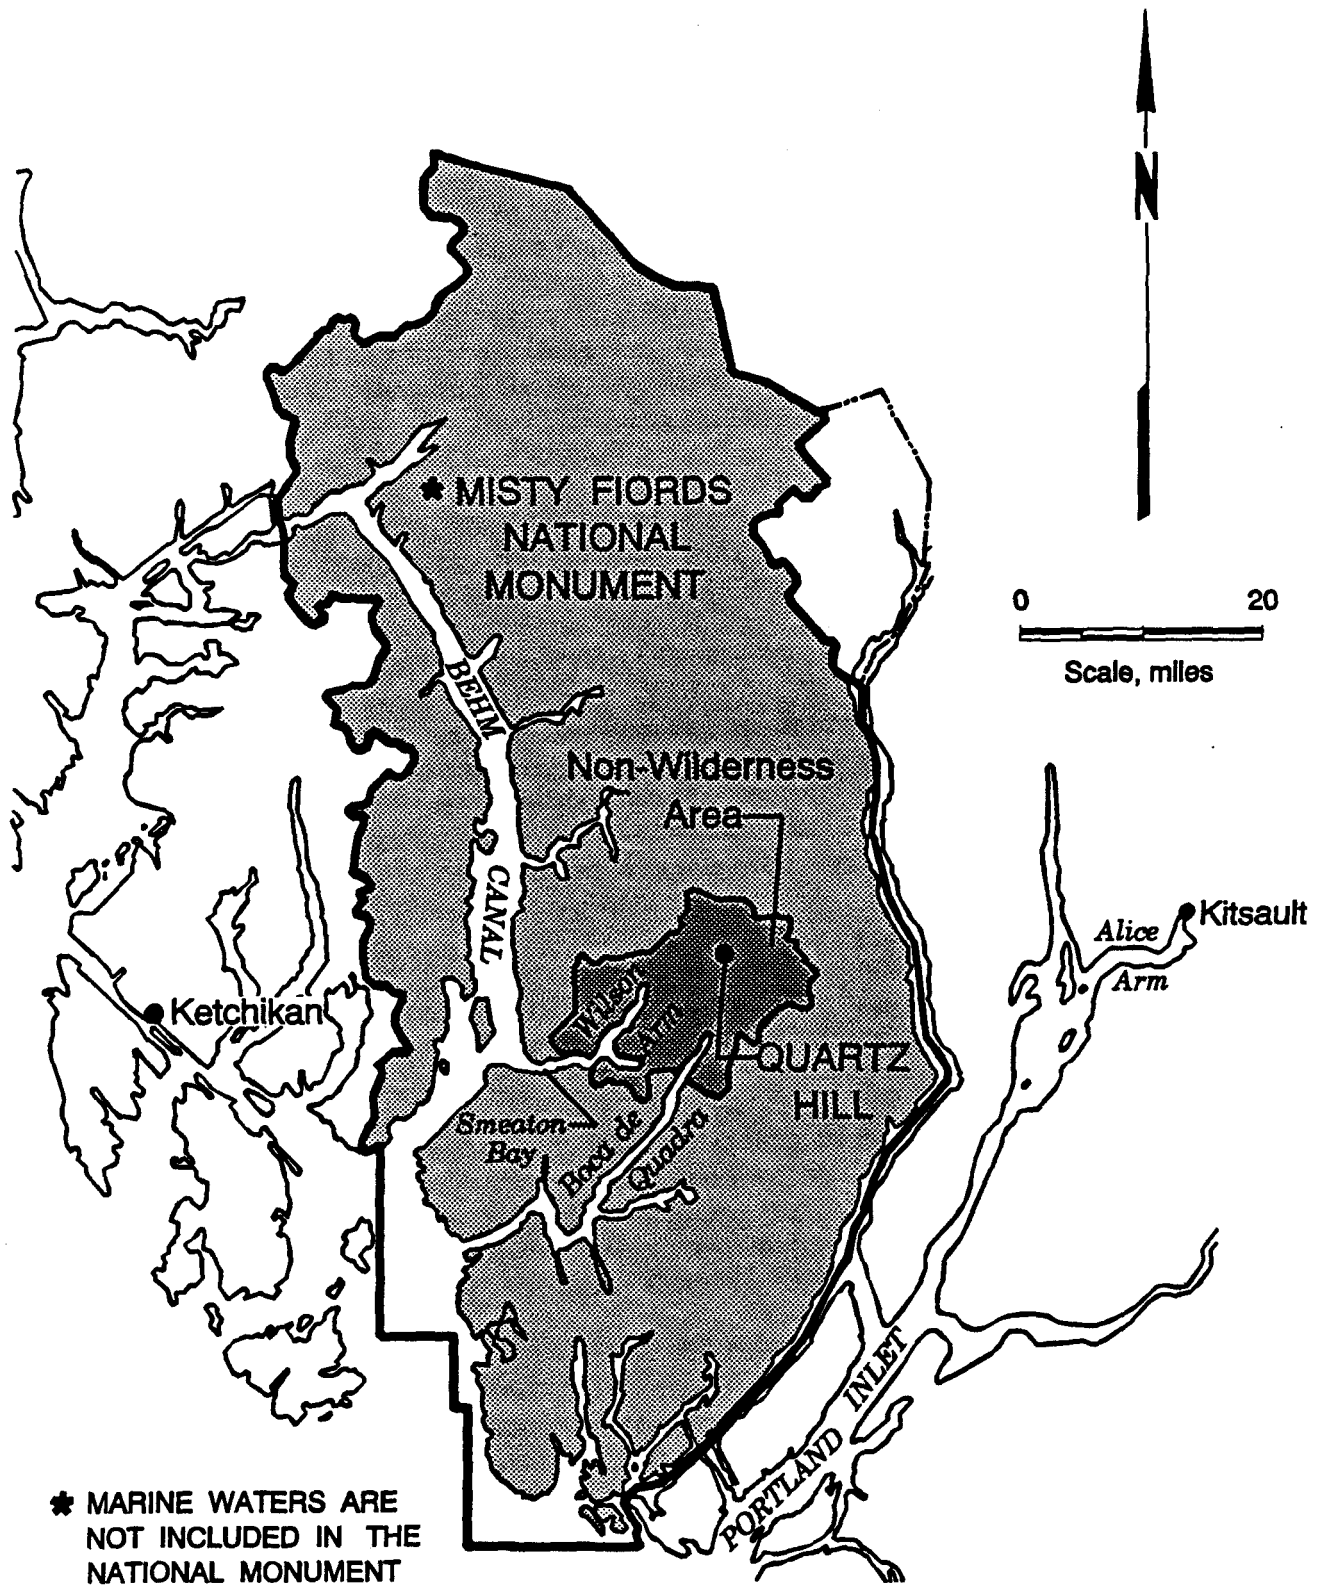 N
* MISTY FIORDS
NATIONAL
MONUMENT
0 20
Scale, miles
BEHM
CANAL
Non-Wilderness
Area
Kitsault
Alice
Arm
Ketchikan
Wilson
Arm
QUARTZ
HILL
Smeaton
Bay
Boca de
Quadra
PORTLAND INLET
* MARINE WATERS ARE
NOT INCLUDED IN THE
NATIONAL MONUMENT